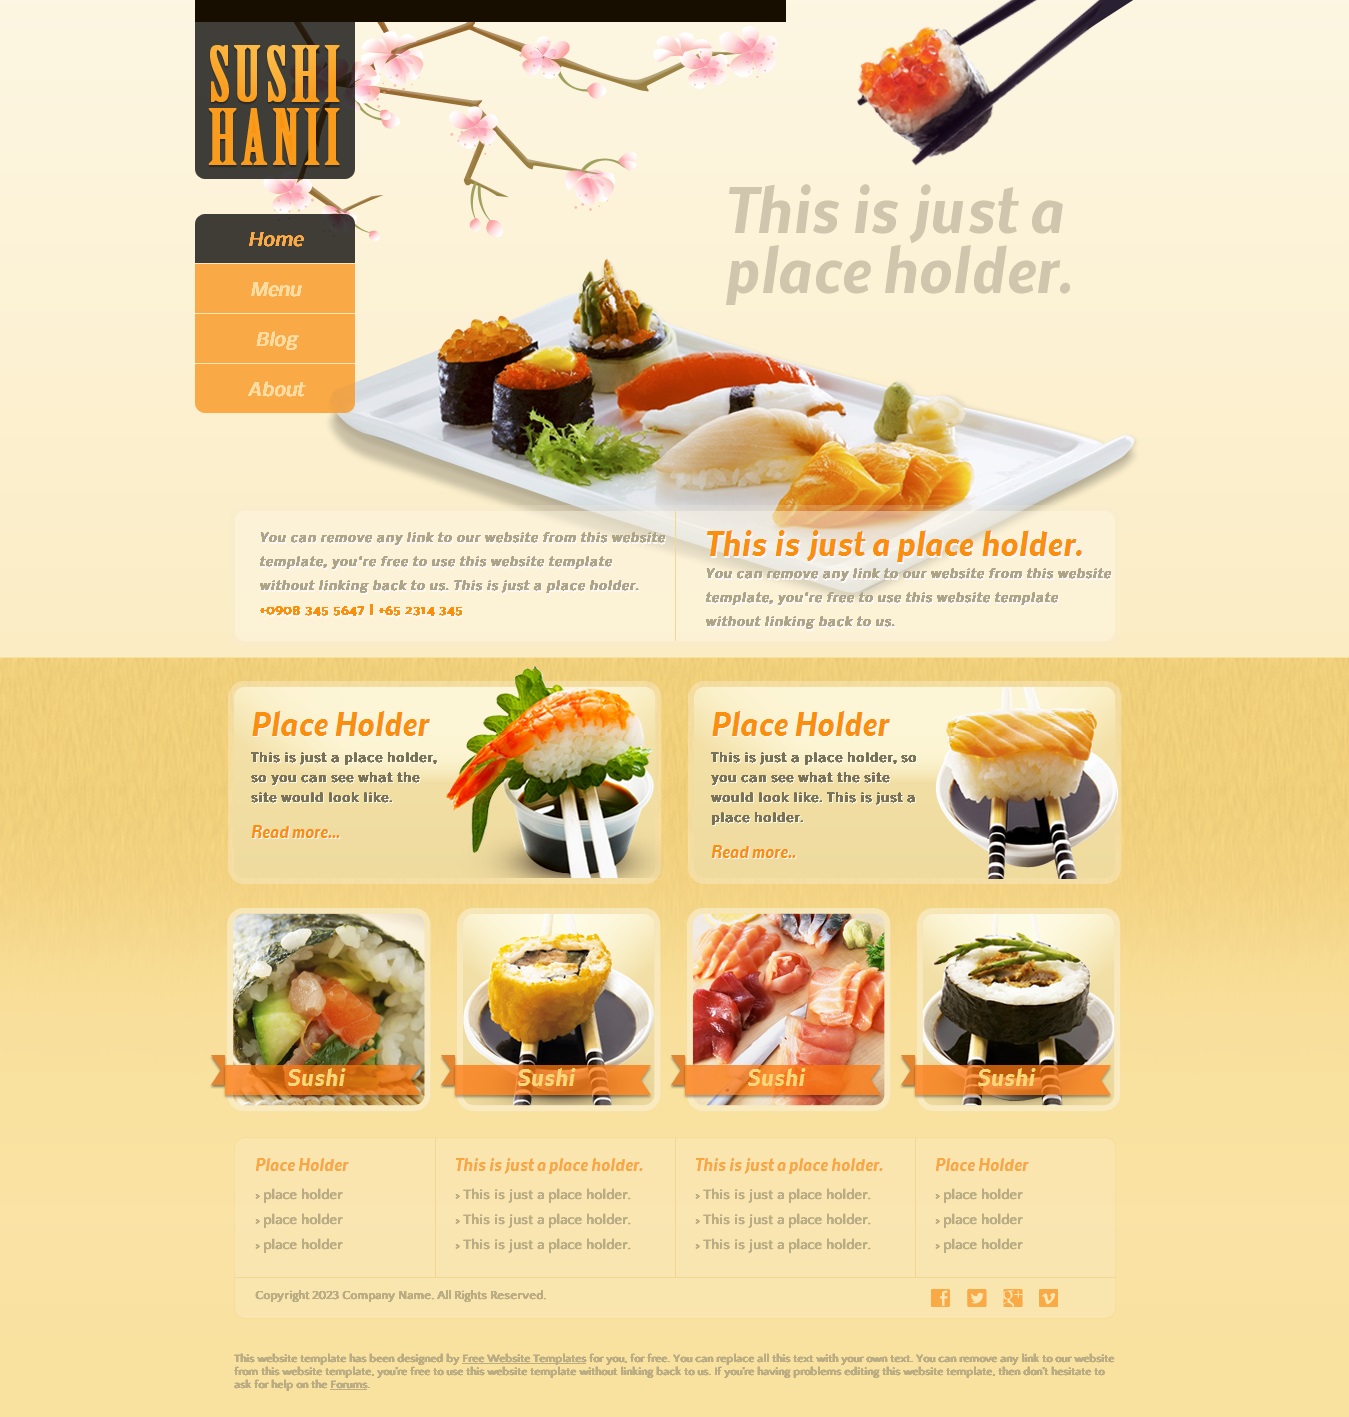 SUSHI
HANII
Home
Menu
Blog
About
This is just a
place holder.
You can remove any link to our website from this website
template, you're free to use this website template
without linking back to us. This is just a place holder.
+0908 345 5647 | +65 2314 345
This is just a place holder.
You can remove any link to our website from this website
template, you're free to use this website template
without linking back to us.
Place Holder
This is just a place holder,
so you can see what the
site would look like.
Read more...
Place Holder
This is just a place holder, so
you can see what the site
would look like. This is just a
place holder.
Read more..
Sushi
Sushi
Sushi
Sushi
Place Holder
> place holder
> place holder
> place holder
This is just a place holder.
> This is just a place holder.
> This is just a place holder.
> This is just a place holder.
This is just a place holder.
> This is just a place holder.
> This is just a place holder.
> This is just a place holder.
Place Holder
> place holder
> place holder
> place holder
Copyright 2023 Company Name. All Rights Reserved.
This website template has been designed by Free Website Templates for you, for free. You can replace all this text with your own text. You can remove any link to our website
from this website template, you're free to use this website template without linking back to us. If you're having problems editing this website template, then don't hesitate to
ask for help on the Forums.